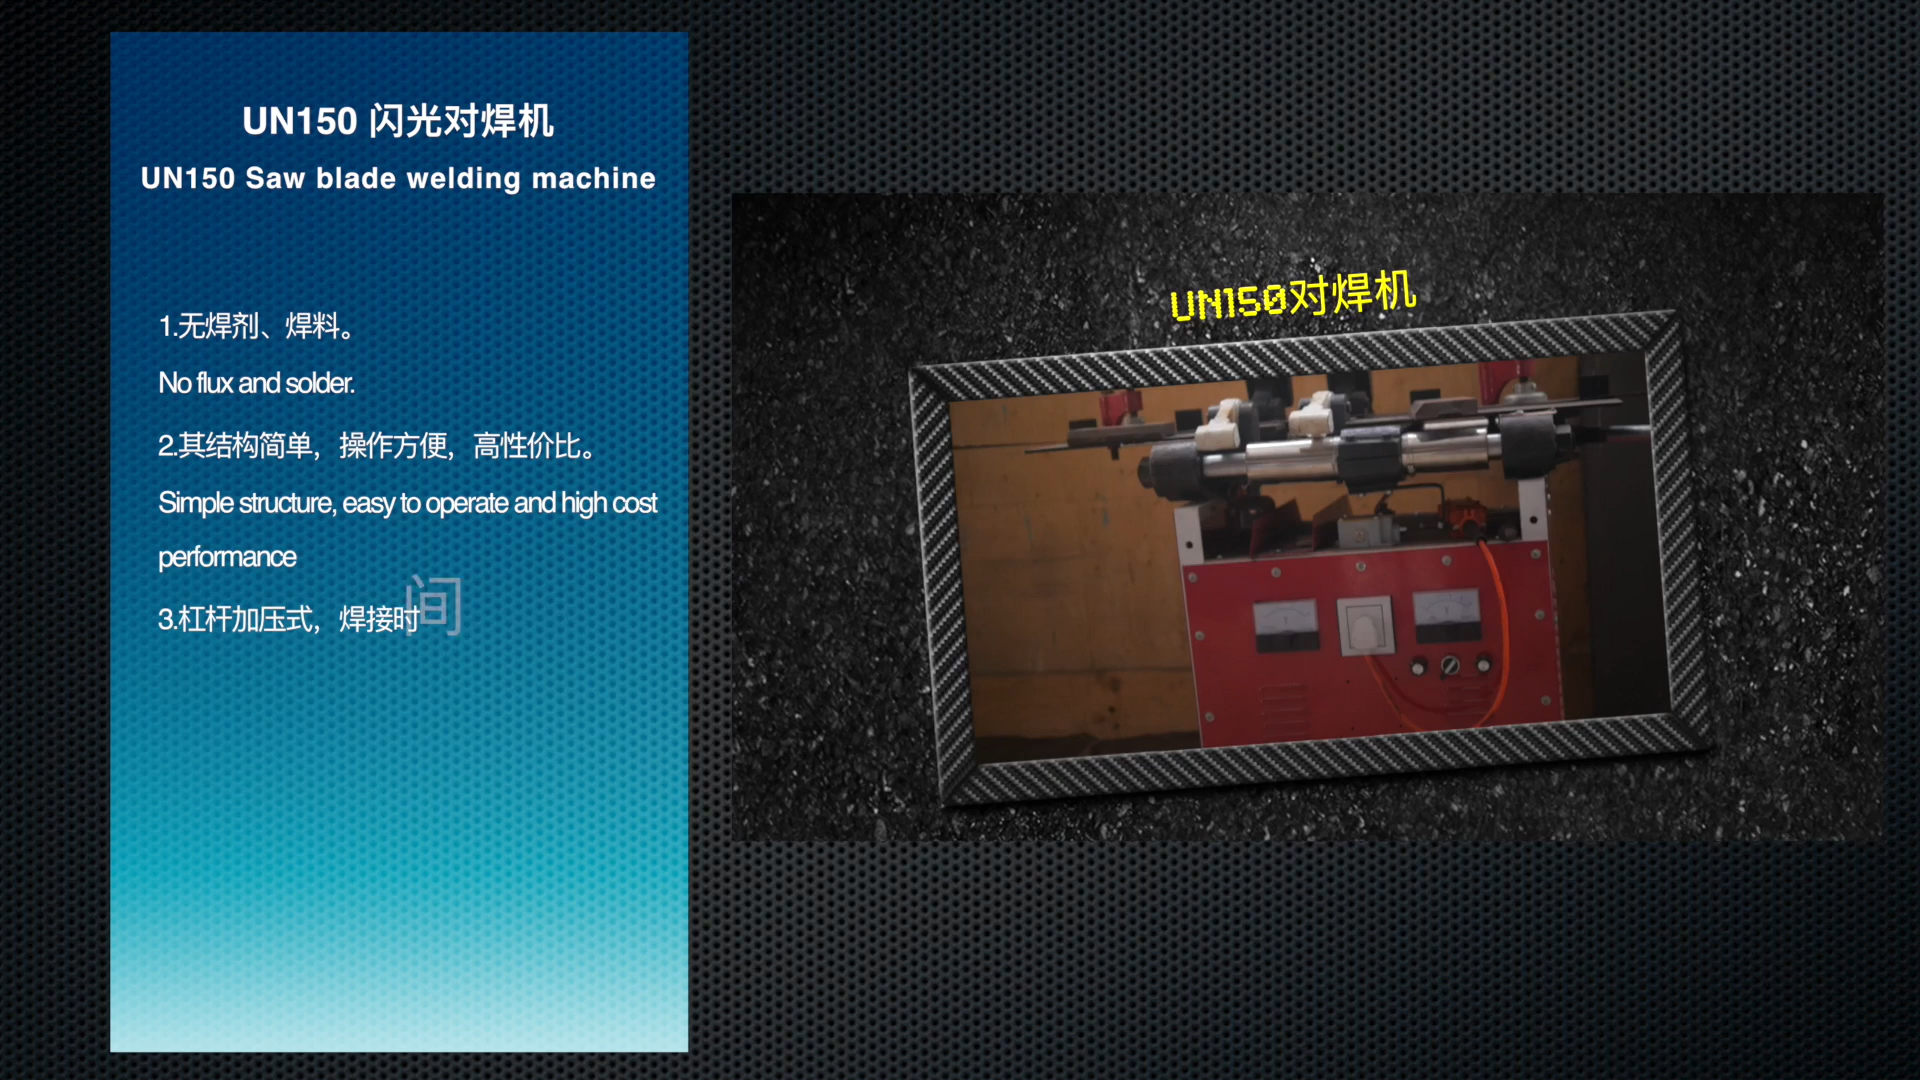 UN150 闪光对焊机
UN150 Saw blade welding machine
1.无焊剂、焊料。
No flux and solder.
2.其结构简单，操作方便，高性价比。
Simple structure, easy to operate and high cost
performance
3.杠杆加压式，焊接时间
UN150对焊机